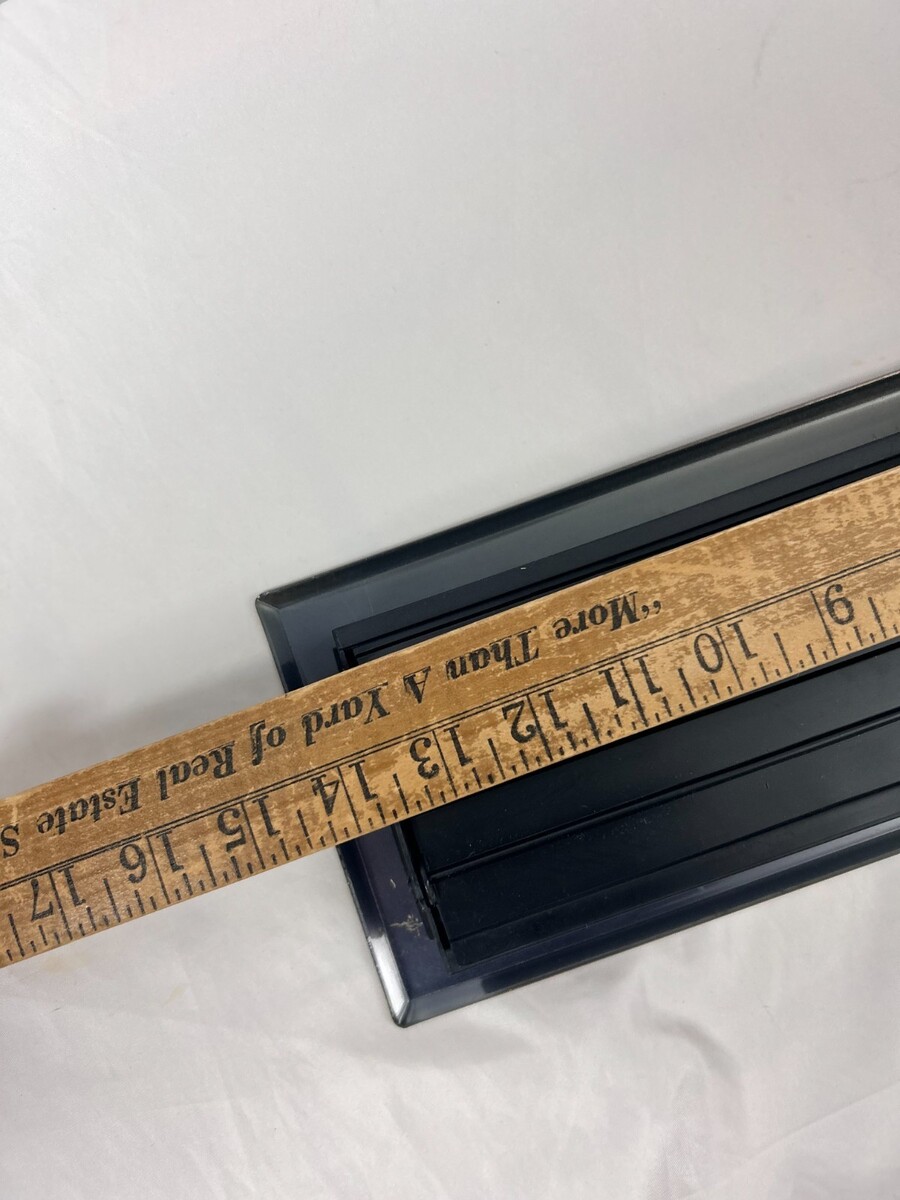 "More Than A Yard of Real Estate S
9 10 11 12 13 14 15 16 17